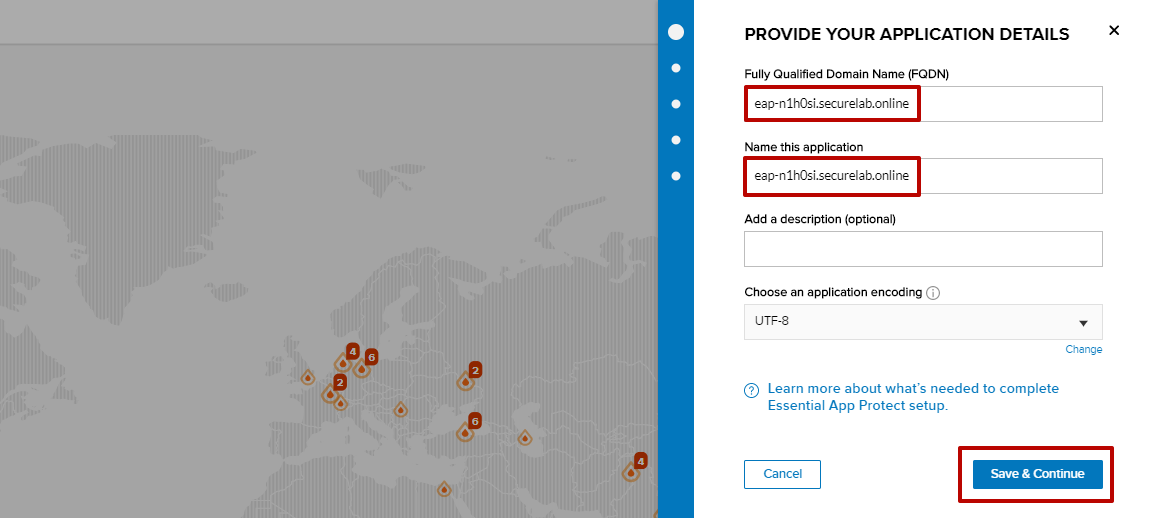 PROVIDE YOUR APPLICATION DETAILS
Fully Qualified Domain Name (FQDN)
eap-n1h0si.securelab.online
Name this application
eap-n1h0si.securelab.online
Add a description (optional)
Choose an application encoding
UTF-8
Change
Learn more about what's needed to complete
Essential App Protect setup.
Cancel
Save & Continue
4
6
2
2
6
4